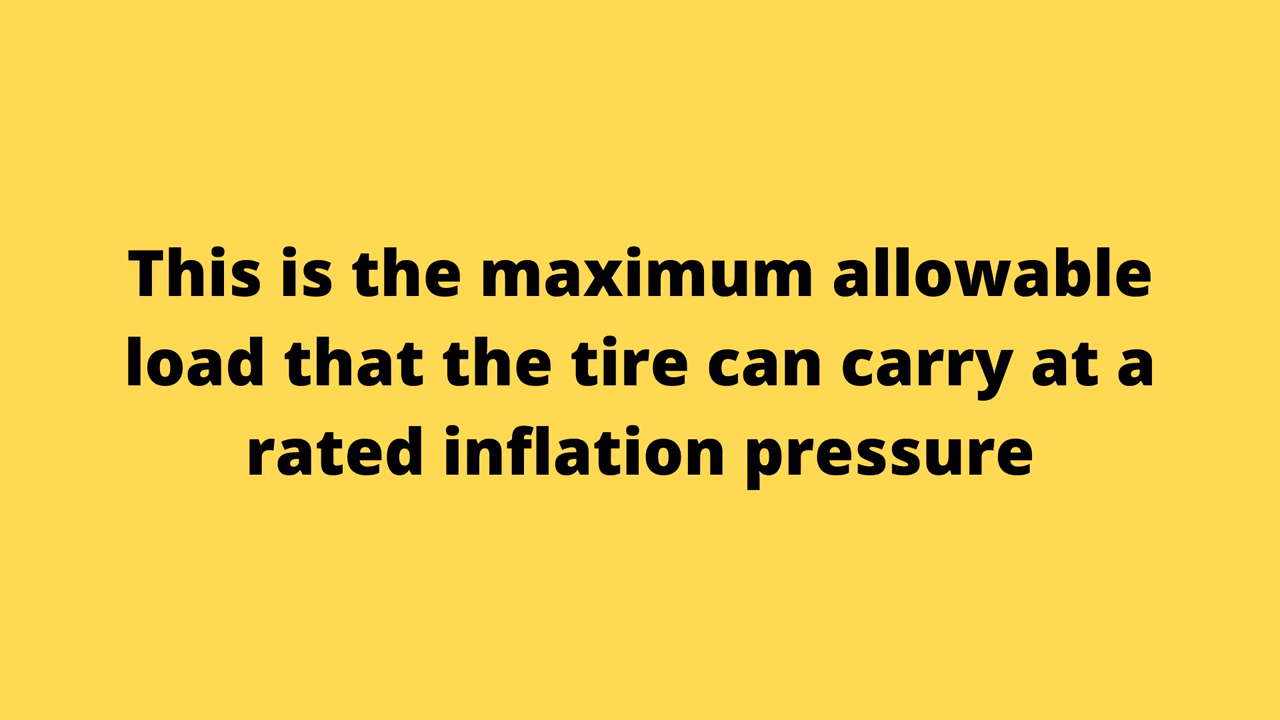 This is the maximum allowable
load that the tire can carry at a
rated inflation pressure